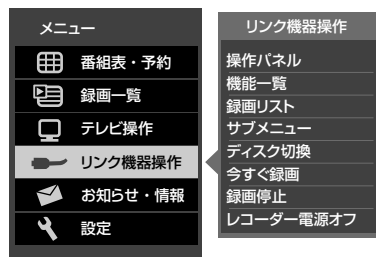 メニュー
番組表・予約
録画一覧
テレビ操作
リンク機器操作
お知らせ・情報
設定
リンク機器操作
操作パネル
機能一覧
録画リスト
サブメニュー
ディスク切換
今すぐ録画
録画停止
レコーダー電源オフ